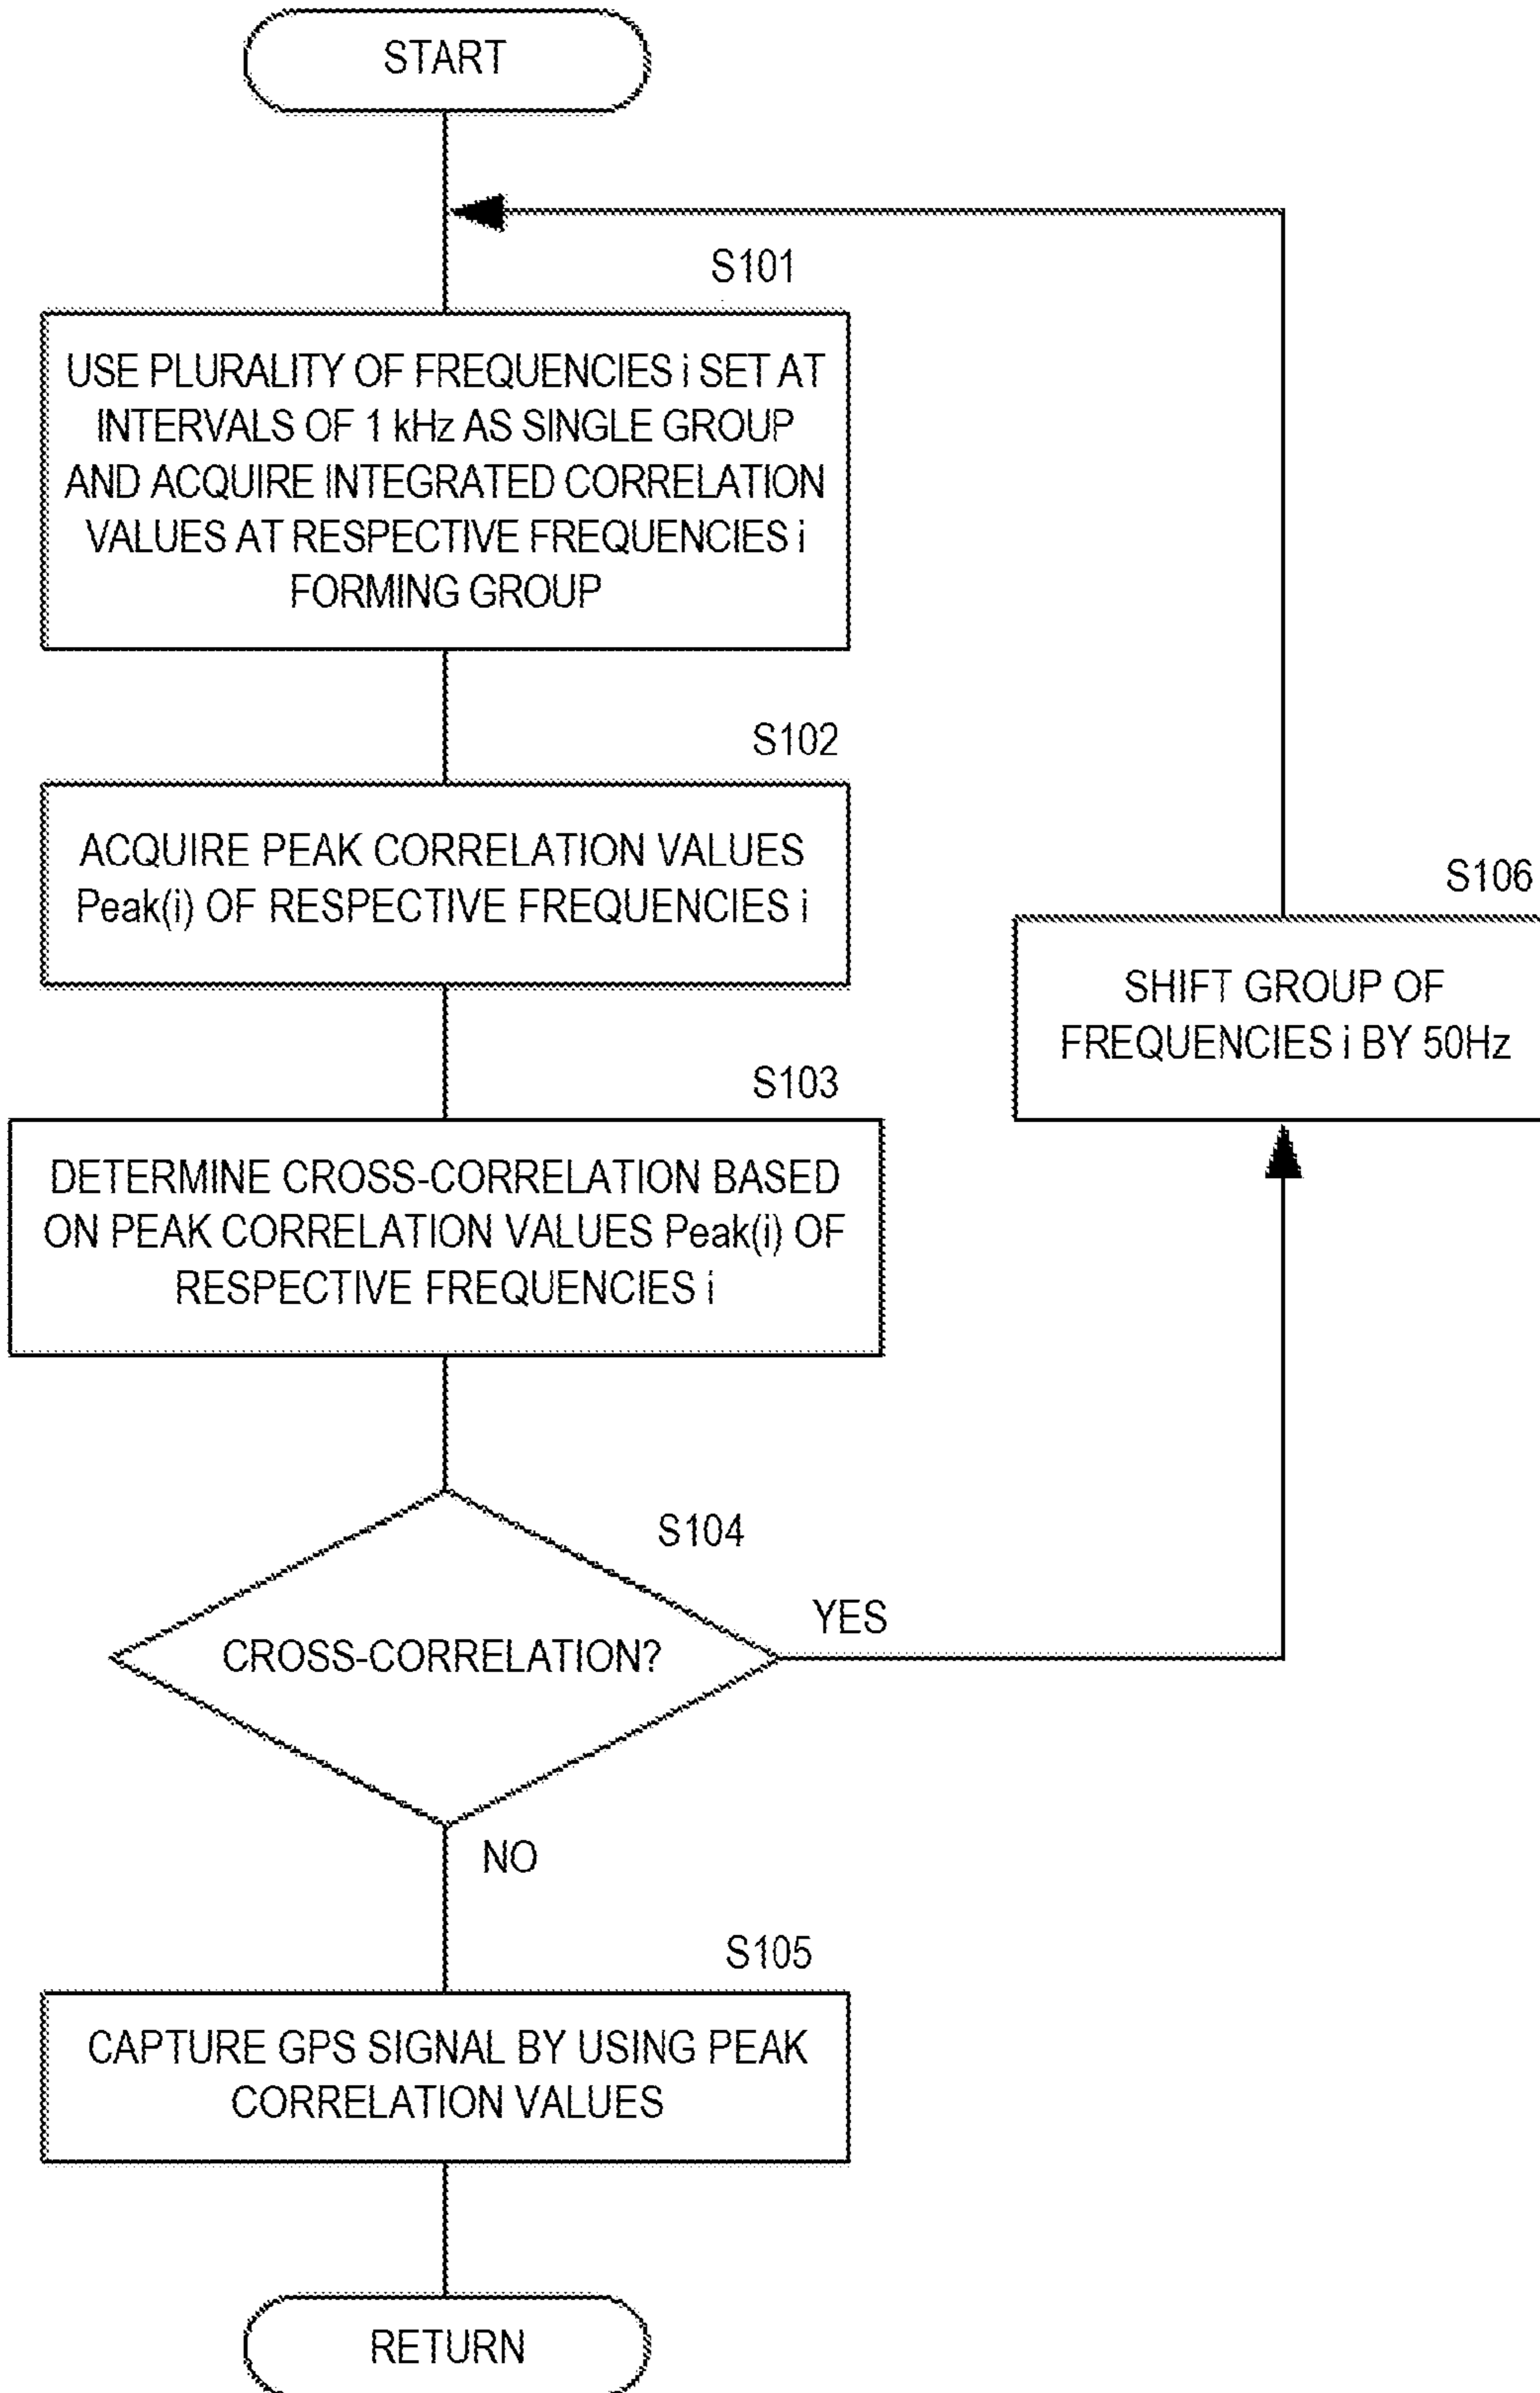 START
S101
USE PLURALITY OF FREQUENCIES i SET AT
INTERVALS OF 1 kHz AS SINGLE GROUP
AND ACQUIRE INTEGRATED CORRELATION
VALUES AT RESPECTIVE FREQUENCIES i
FORMING GROUP
S102
ACQUIRE PEAK CORRELATION VALUES
Peak(i) OF RESPECTIVE FREQUENCIES i
S106
SHIFT GROUP OF
FREQUENCIES i BY 50Hz
S103
DETERMINE CROSS-CORRELATION BASED
ON PEAK CORRELATION VALUES Peak(i) OF
RESPECTIVE FREQUENCIES i
S104
CROSS-CORRELATION?
YES
NO
S105
CAPTURE GPS SIGNAL BY USING PEAK
CORRELATION VALUES
RETURN